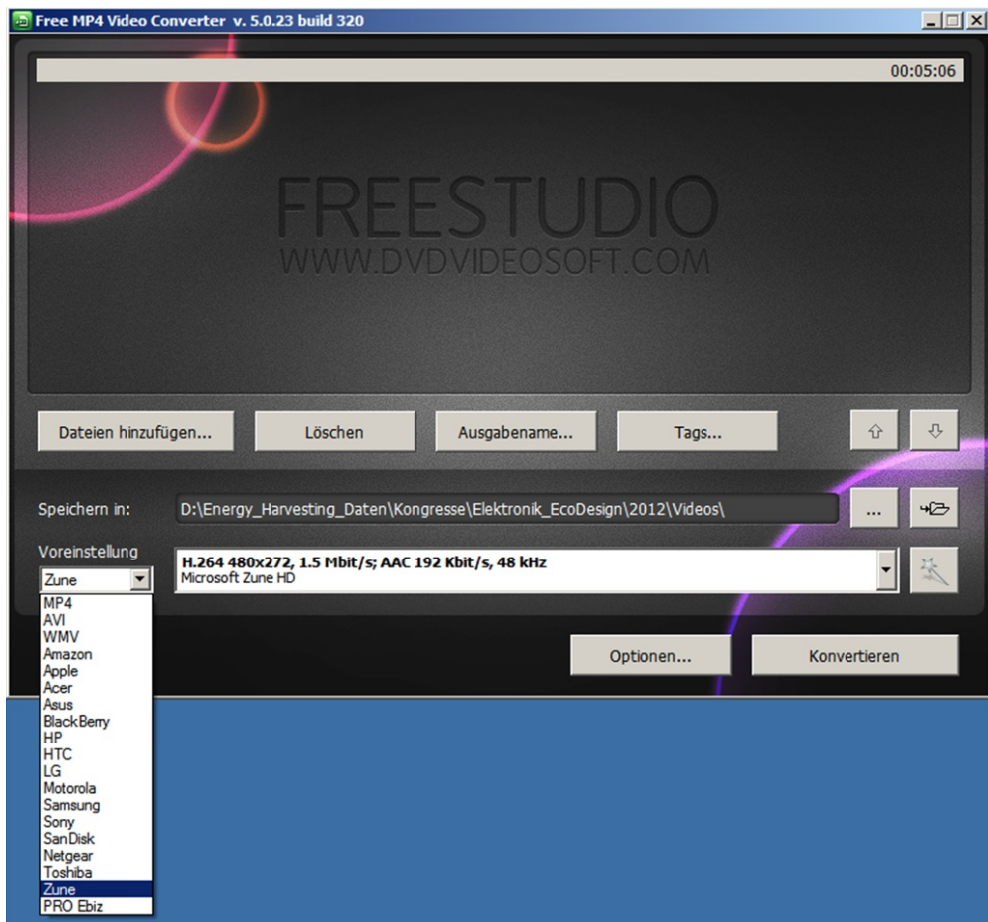 Free MP4 Video Converter v. 5.0.23 build 320
00:05:06
FREESTUDIO
WWW.DVDVIDEOSOFT.COM
Dateien hinzufügen...
Löschen
Ausgabename...
Tags...
Speichern in:
D:\Energy_Harvesting_Daten\Kongresse\Elektronik_EcoDesign\2012\Videos\
...
Voreinstellung
Zune
H.264 480x272, 1.5 Mbit/s; AAC 192 Kbit/s, 48 kHz
Microsoft Zune HD
MP4
AVI
WMV
Amazon
Apple
Acer
Asus
BlackBerry
HP
HTC
LG
Motorola
Samsung
Sony
SanDisk
Netgear
Toshiba
Zune
PRO Ebiz
Optionen...
Konvertieren